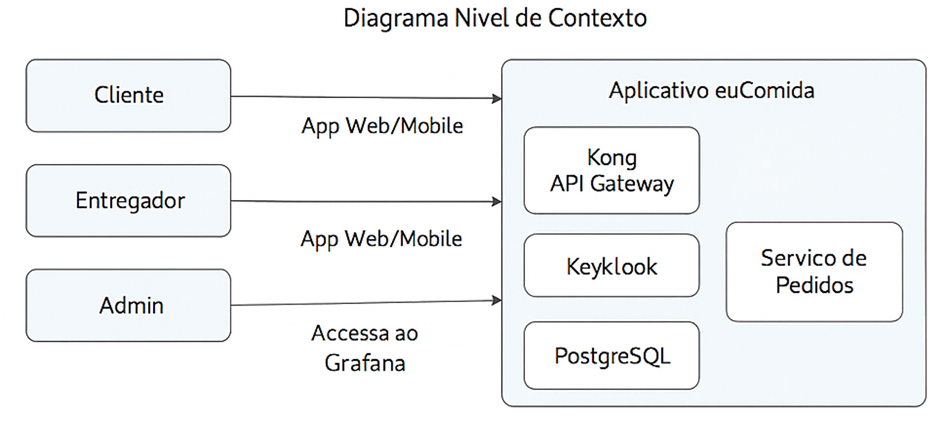 Diagrama Nivel de Contexto
Cliente
App Web/Mobile
Entregador
App Web/Mobile
Admin
Accessa ao
Grafana
Aplicativo euComida
Kong
API Gateway
Keyklook
PostgreSQL
Servico de
Pedidos